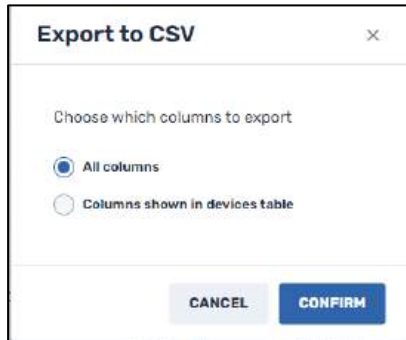 Export to CSV
Choose which columns to export
All columns
Columns shown in devices table
CANCEL CONFIRM